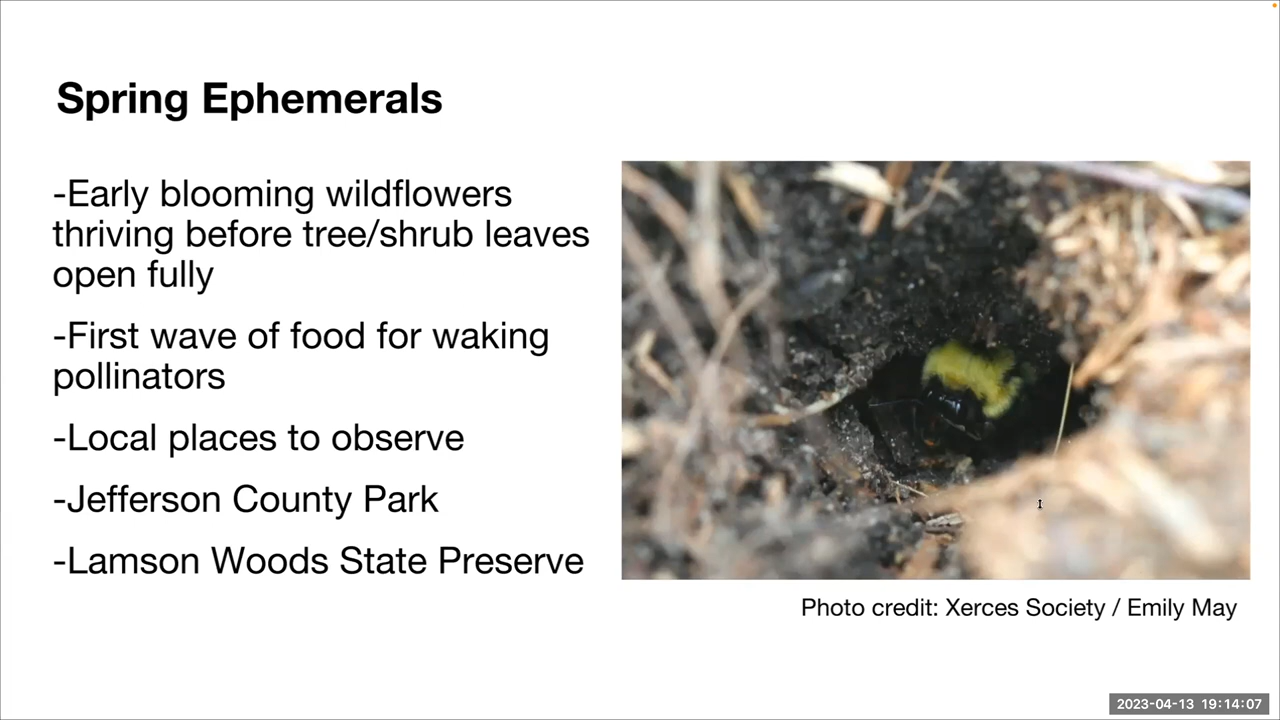 Spring Ephemerals
-Early blooming wildflowers
thriving before tree/shrub leaves
open fully
-First wave of food for waking
pollinators
-Local places to observe
-Jefferson County Park
-Lamson Woods State Preserve
Photo credit: Xerces Society / Emily May
2023-04-13 19:14:07